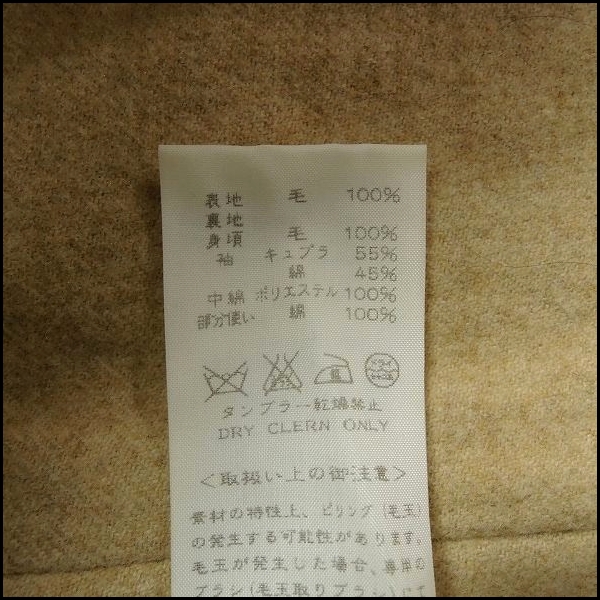 表地 毛 100%
裏地
身頃 毛 100%
袖 キュプラ 55%
綿 45%
中綿 ポリエステル 100%
部分使い 綿 100%
タンブラー乾燥禁止
DRY CLERN ONLY
<取扱い上の御注意>
素材の特性上、ピリング(毛玉)
の発生する可能性があります。
毛玉が発生した場合、専用の
ブラシ(毛玉取りブラシ)にて